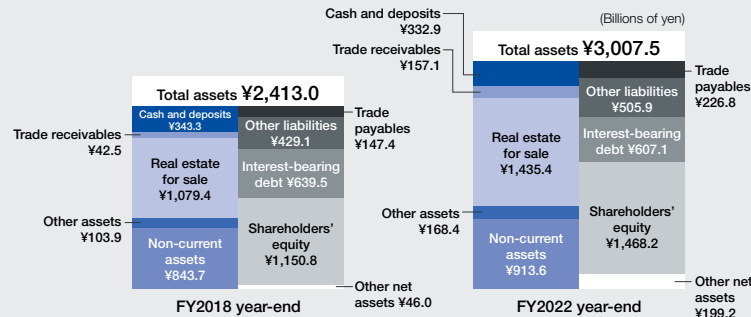 (Billions of yen)
Total assets ¥2,413.0
Cash and deposits
¥343.3
Trade receivables
¥42.5
Real estate
for sale
¥1,079.4
Other assets
¥103.9
Non-current
assets
¥843.7
Trade
payables
¥147.4
Other liabilities
¥429.1
Interest-bearing
debt ¥639.5
Shareholders'
equity
¥1,150.8
Other net
assets ¥46.0
FY2018 year-end
Total assets ¥3,007.5
Cash and deposits
¥332.9
Trade receivables
¥157.1
Real estate
for sale
¥1,435.4
Other assets
¥168.4
Non-current
assets
¥913.6
Trade
payables
¥226.8
Other liabilities
¥505.9
Interest-bearing
debt ¥607.1
Shareholders'
equity
¥1,468.2
Other net
assets
¥199.2
FY2022 year-end